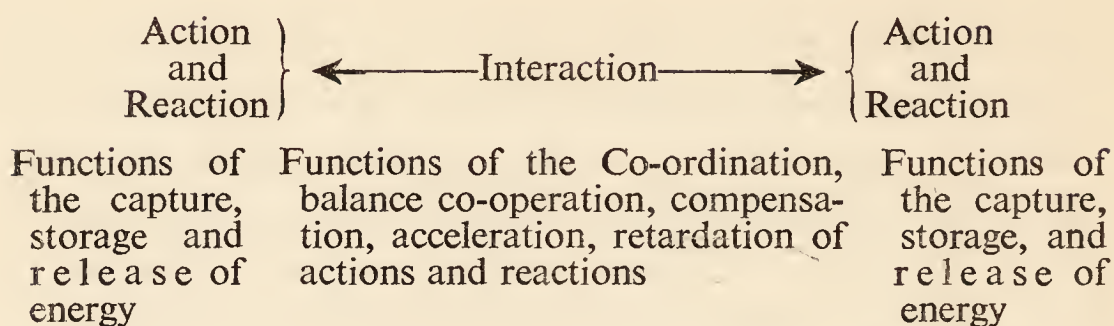 Action
and
Reaction
Interaction
Action
and
Reaction
Functions of
the capture,
storage and
release of
energy
Functions of the Co-ordination,
balance co-operation, compensa-
tion, acceleration, retardation of
actions and reactions
Functions of
the capture,
storage, and
release of
energy